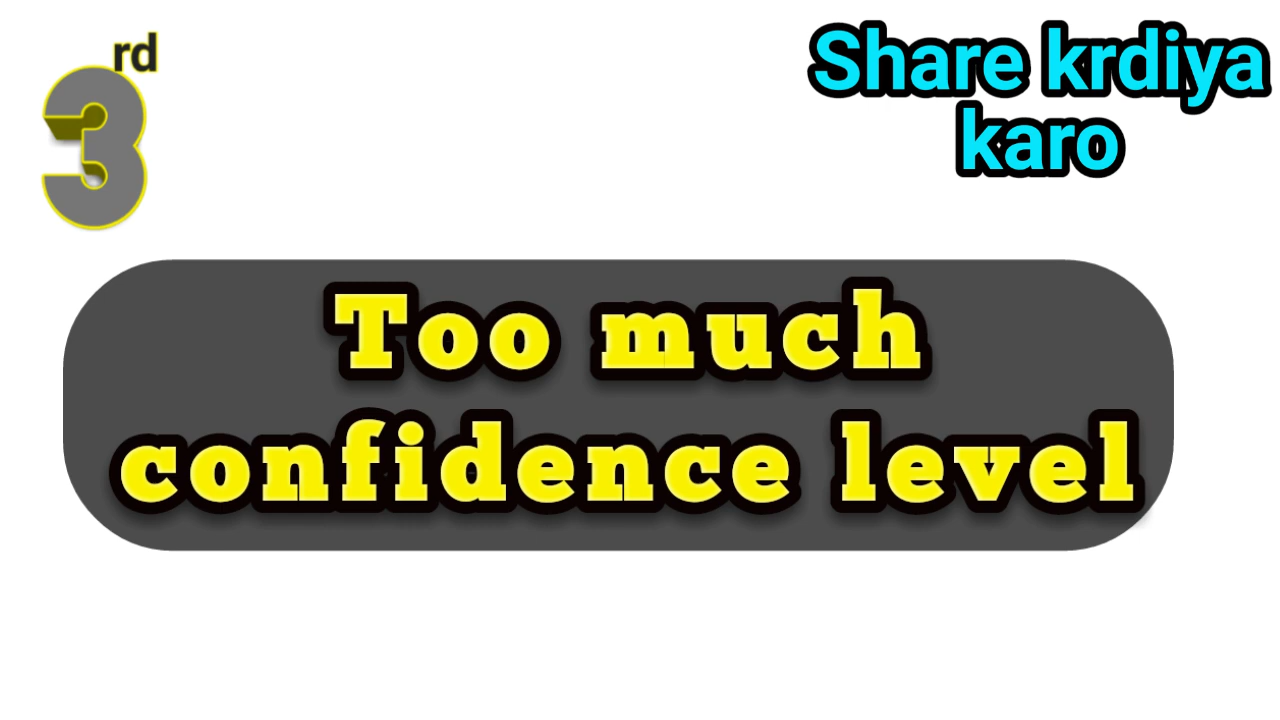 3rd
Share krdiya
karo
Too much
confidence level